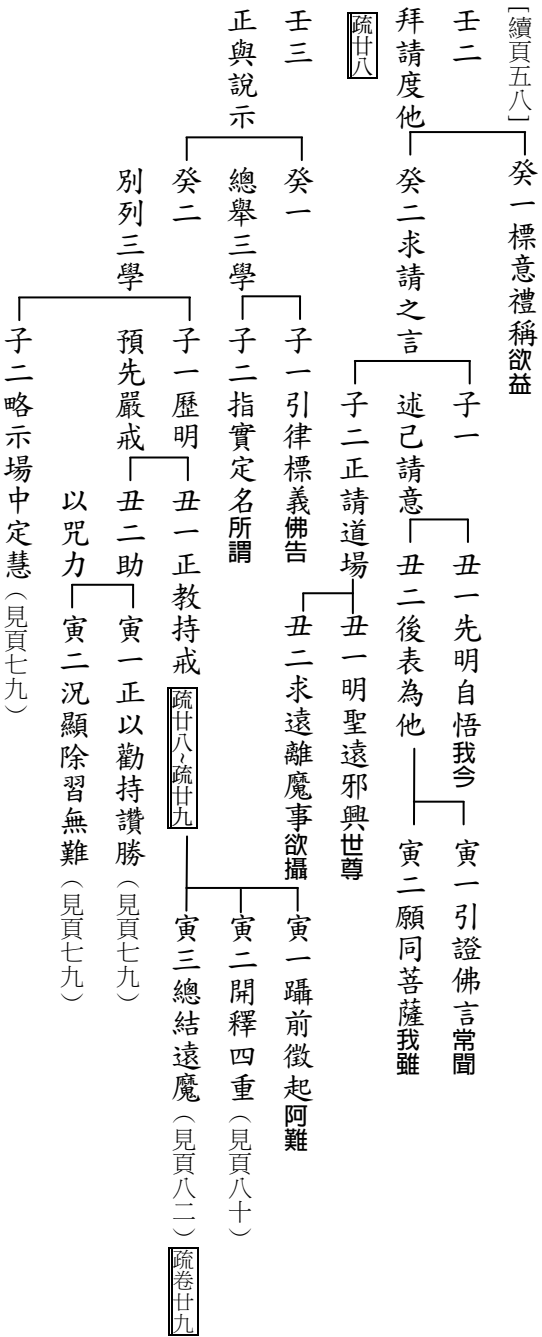 [續頁五八]
壬二
拜請度他
疏廿八
癸一標意禮稱欲益
癸二求請之言
子一
述己請意
丑一先明自悟我今
丑二後表為他
寅一引證佛言常聞
寅二願同菩薩我雖
子二正請道場
丑一明聖遠邪興世尊
丑二求遠離魔事欲攝
壬三
正與說示
癸一
總舉三學
子一引律標義佛告
子二指實定名所謂
癸二
別列三學
子一歷明
預先嚴戒
丑一正教持戒
疏廿八~疏廿九
寅一躡前徵起阿難
寅二開釋四重(見頁八十)
寅三總結遠魔(見頁八二)
疏卷廿九
丑二助
以咒力
寅一正以勸持讚勝(見頁七九)
寅二況顯除習無難(見頁七九)
子二略示場中定慧(見頁七九)